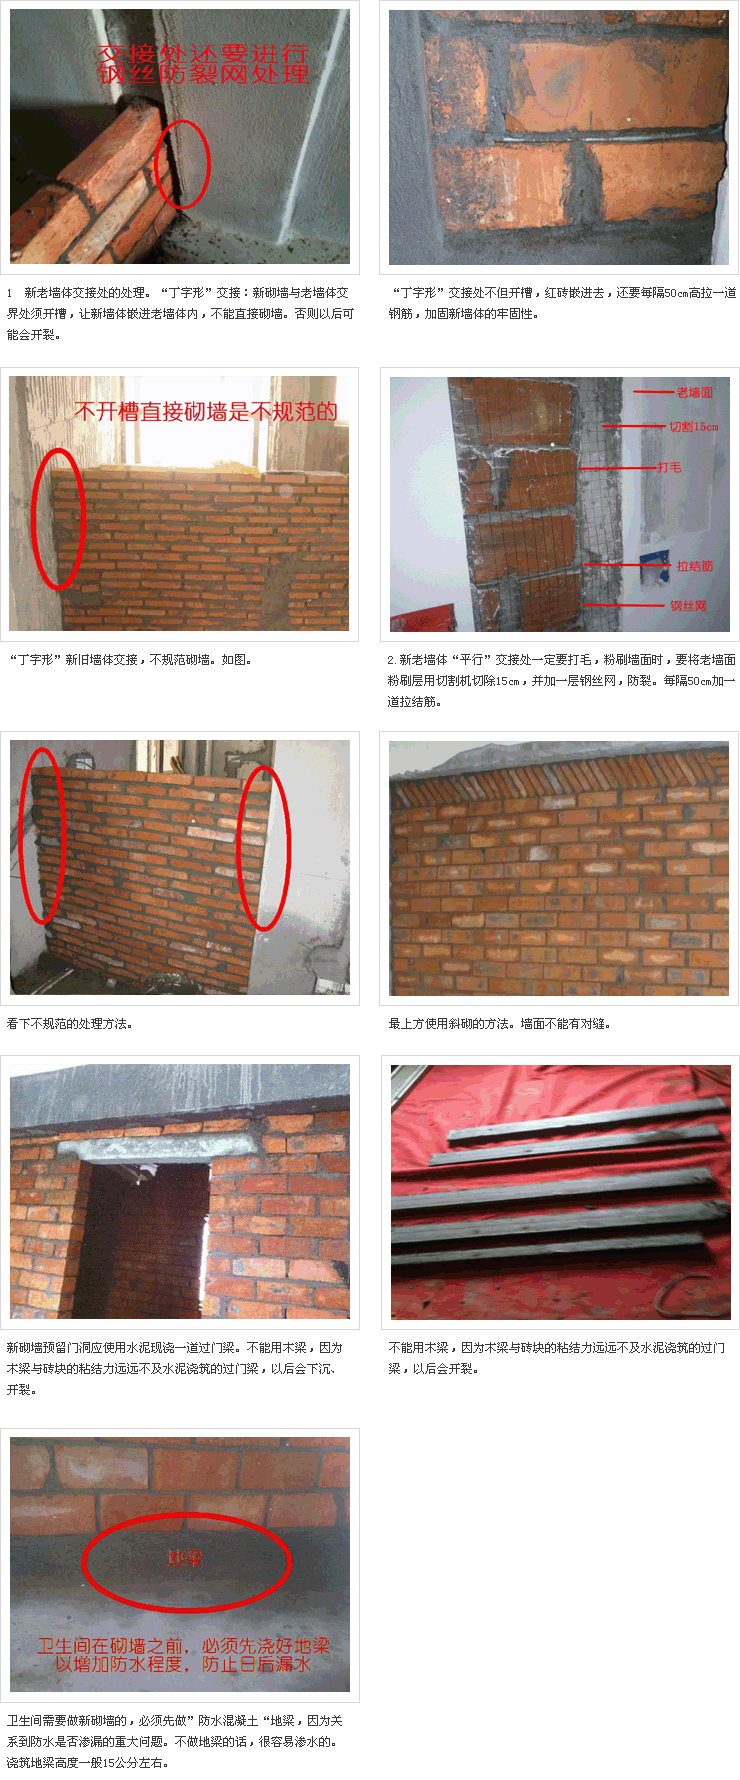 交接处还要进行
钢丝防裂网处理
1 新老墙体交接处的处理。“丁字形”交接：新砌墙与老墙体交
界处须开槽，让新墙体嵌进老墙体内，不能直接砌墙。否则以后可
能会开裂。
“丁字形”交接处不但开槽，红砖嵌进去，还要每隔50cm高拉一道
钢筋，加固新墙体的牢固性。
不开槽直接砌墙是不规范的
“丁字形”新旧墙体交接，不规范砌墙。如图。
老墙面
切割15cm
打毛
拉结筋
钢丝网
2.新老墙体“平行”交接处一定要打毛，粉刷墙面时，要将老墙面
粉刷层用切割机切除15cm，并加一层钢丝网，防裂。每隔50cm加一
道拉结筋。
看下不规范的处理方法。
最上方使用斜砌的方法。墙面不能有对缝。
新砌墙预留门洞应使用水泥现浇一道过门梁。不能用木梁，因为
木梁与砖块的粘结力远远不及水泥浇筑的过门梁，以后会下沉、
开裂。
不能用木梁，因为木梁与砖块的粘结力远远不及水泥浇筑的过门
梁，以后会开裂。
地梁
卫生间在砌墙之前，必须先浇好地梁
以增加防水程度，防止日后漏水
卫生间需要做新砌墙的，必须先做”防水混凝土“地梁，因为关
系到防水是否渗漏的重大问题。不做地梁的话，很容易渗水的。
浇筑地梁高度一般15公分左右。